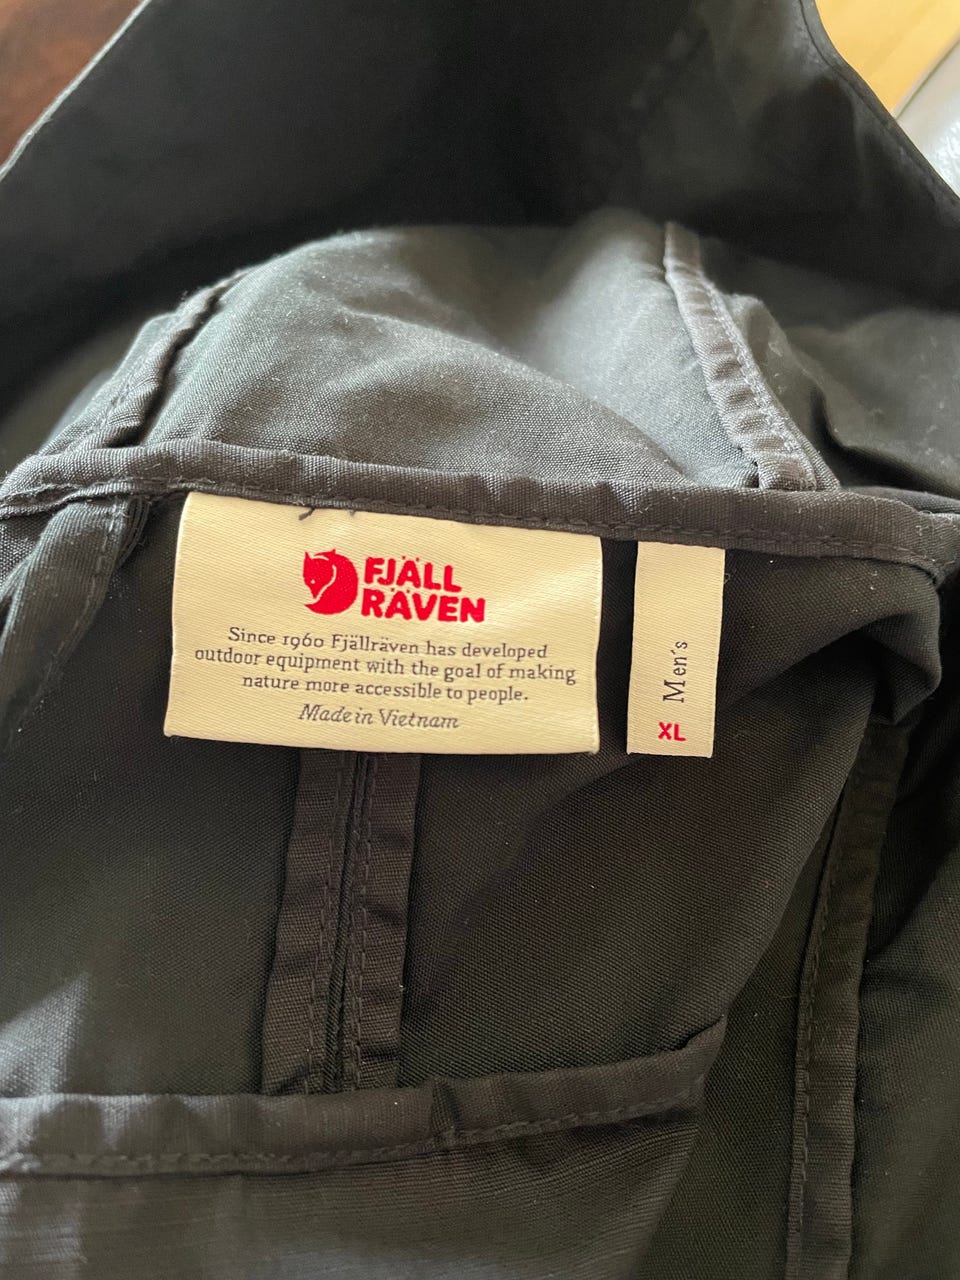 FJÄLL
RÄVEN
Since 1960 Fjällräven has developed
outdoor equipment with the goal of making
nature more accessible to people.
Made in Vietnam
Men's
XL